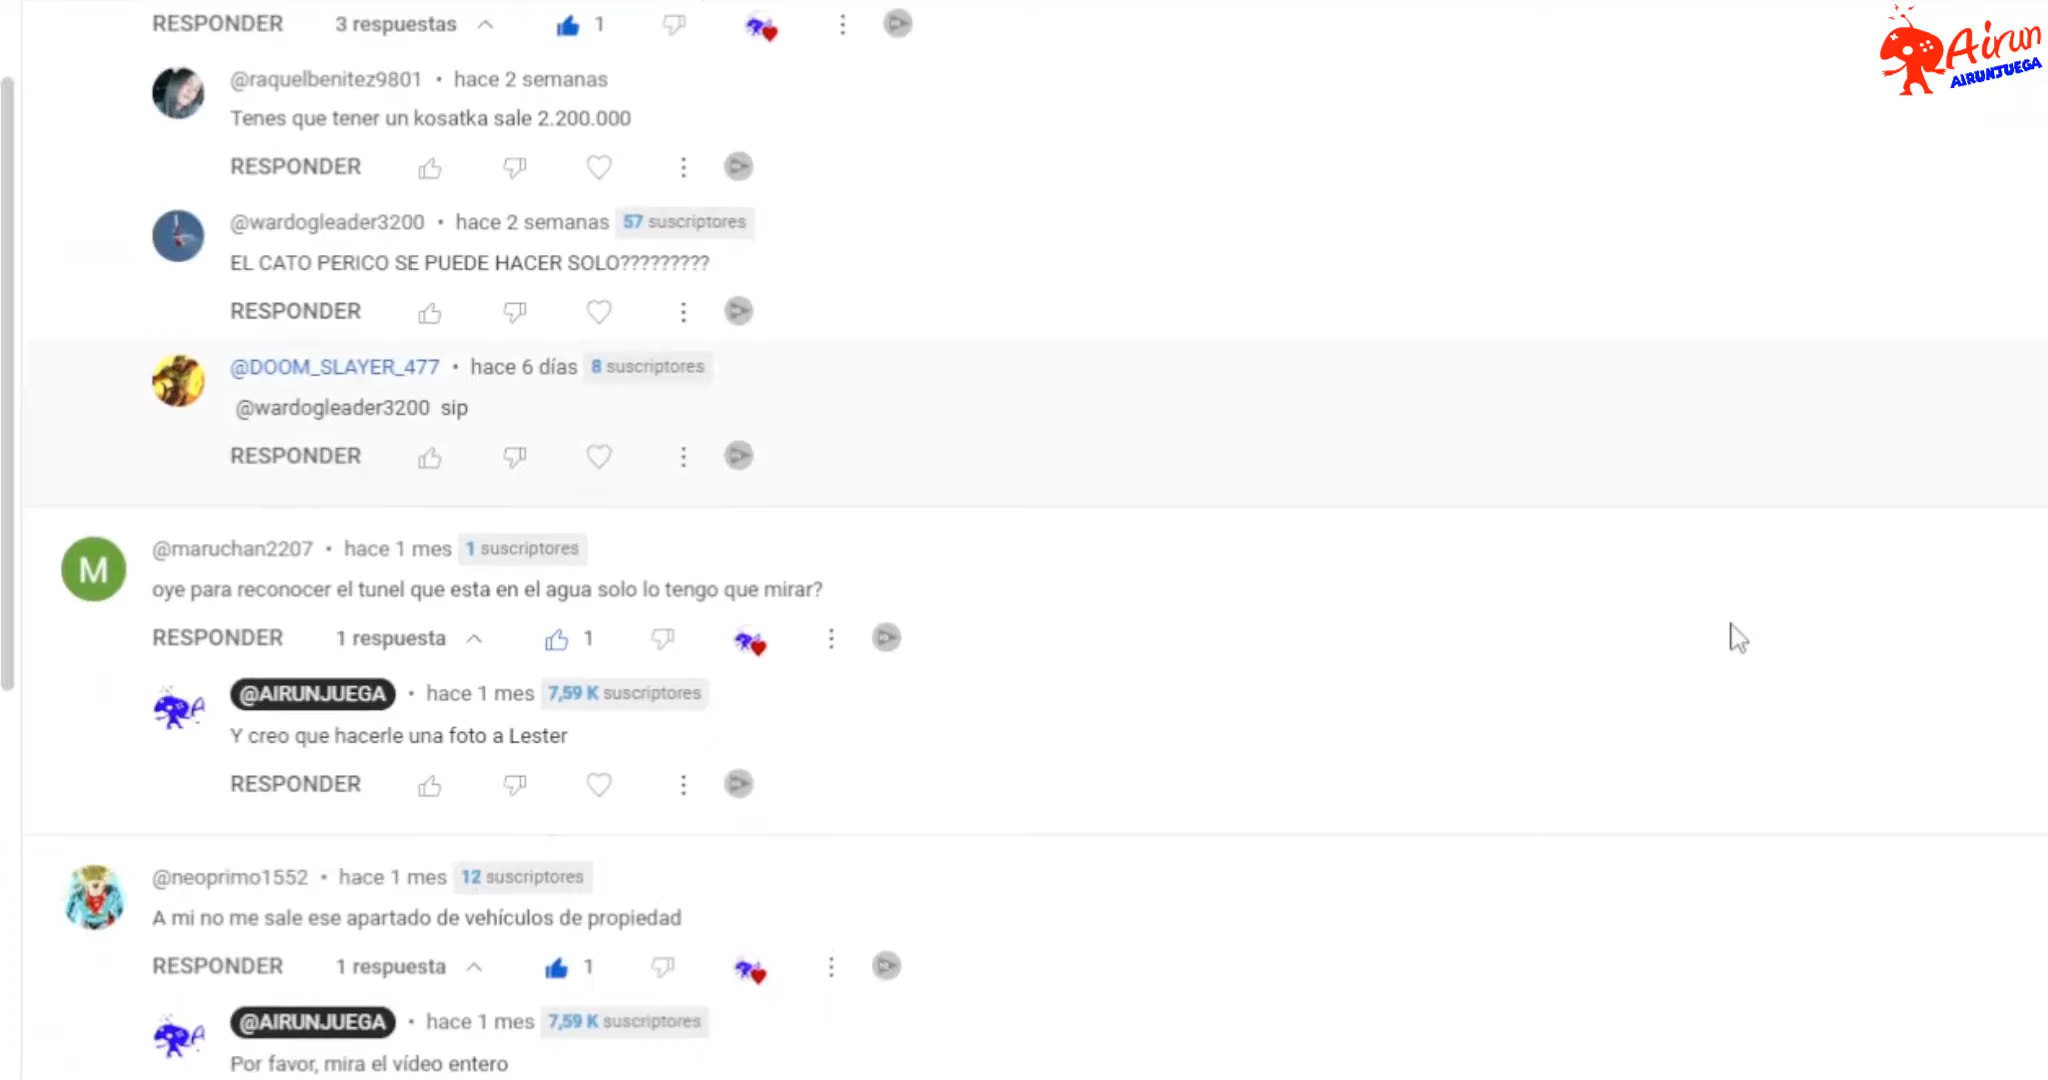 RESPONDER 3 respuestas 1
Airun
AIRUNJUEGA
@raquelbenitez9801 • hace 2 semanas
Tenes que tener un kosatka sale 2.200.000
RESPONDER
@wardogleader3200 • hace 2 semanas 57 suscriptores
EL CATO PERICO SE PUEDE HACER SOLO?????????
RESPONDER
@DOOM_SLAYER_477 • hace 6 días 8 suscriptores
@wardogleader3200 sip
RESPONDER
M
@maruchan2207 • hace 1 mes 1 suscriptores
oye para reconocer el tunel que esta en el agua solo lo tengo que mirar?
RESPONDER 1 respuesta 1
@AIRUNJUEGA • hace 1 mes 7,59 K suscriptores
Y creo que hacerle una foto a Lester
RESPONDER
@neoprimo1552 • hace 1 mes 12 suscriptores
A mi no me sale ese apartado de vehículos de propiedad
RESPONDER 1 respuesta 1
@AIRUNJUEGA • hace 1 mes 7,59 K suscriptores
Por favor, mira el vídeo entero